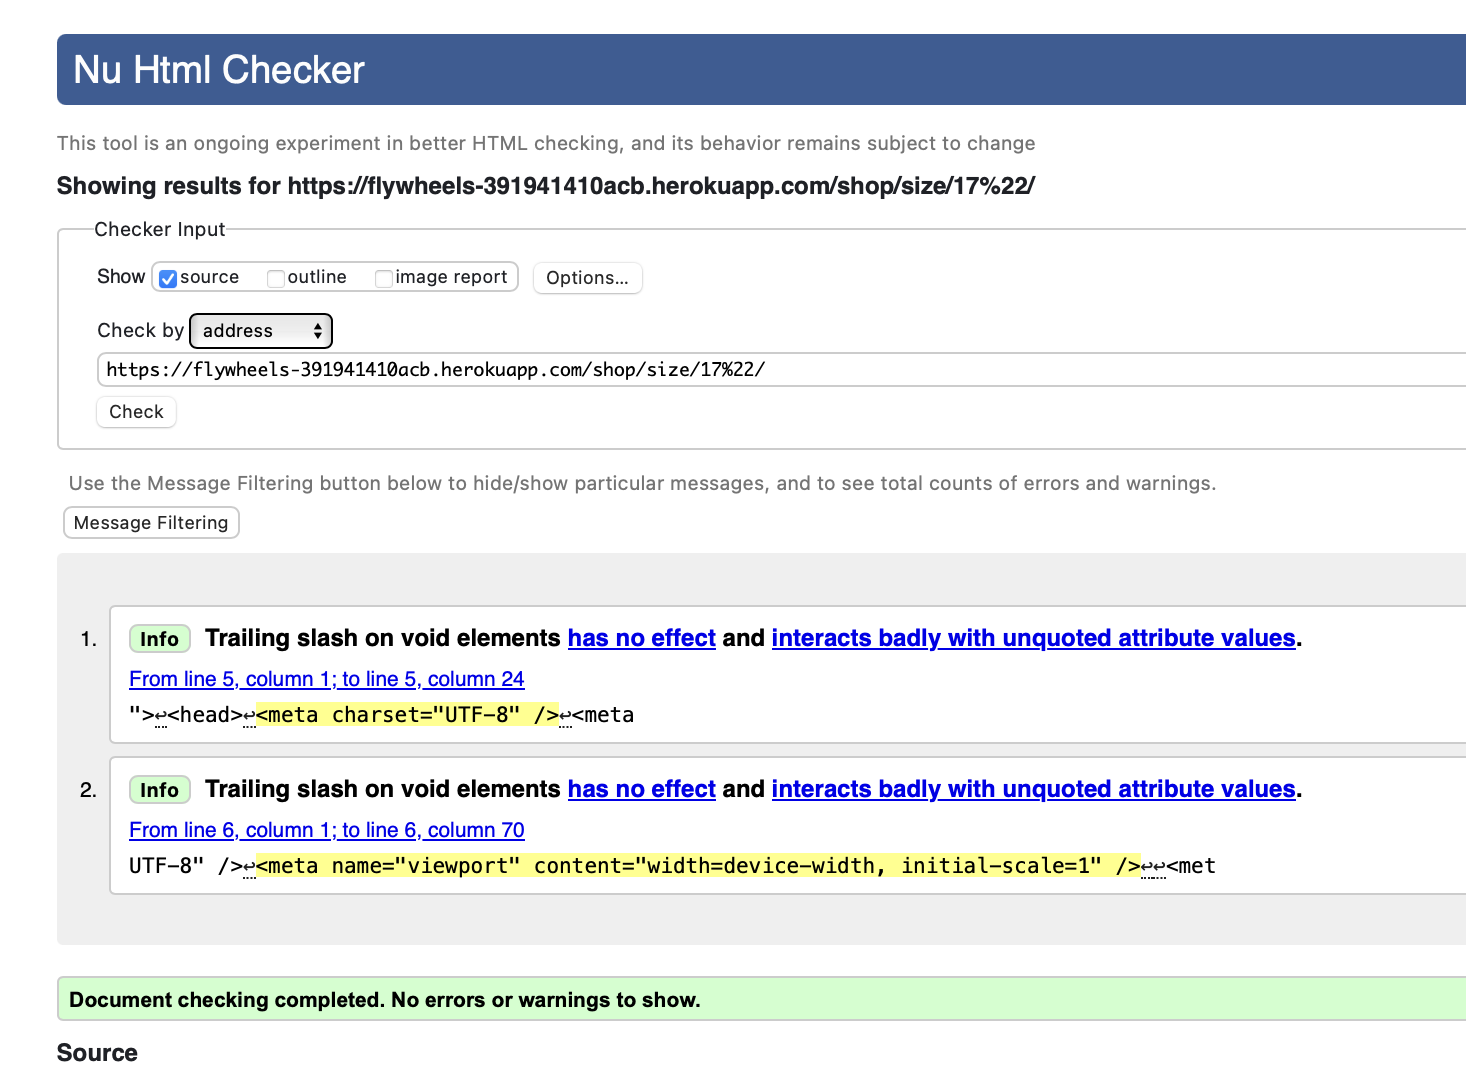 Nu Html Checker
This tool is an ongoing experiment in better HTML checking, and its behavior remains subject to change
Showing results for https://flywheels-391941410acb.herokuapp.com/shop/size/17%22/
Checker Input
Show source outline image report Options...
Check by address
https://flywheels-391941410acb.herokuapp.com/shop/size/17%22/
Check
Use the Message Filtering button below to hide/show particular messages, and to see total counts of errors and warnings.
Message Filtering
1. Info Trailing slash on void elements has no effect and interacts badly with unquoted attribute values.
From line 5, column 1; to line 5, column 24
">↩<head>↩<meta charset="UTF-8" />↩<meta
2. Info Trailing slash on void elements has no effect and interacts badly with unquoted attribute values.
From line 6, column 1; to line 6, column 70
UTF-8" />↩<meta name="viewport" content="width=device-width, initial-scale=1" />↩↩<met
Document checking completed. No errors or warnings to show.
Source